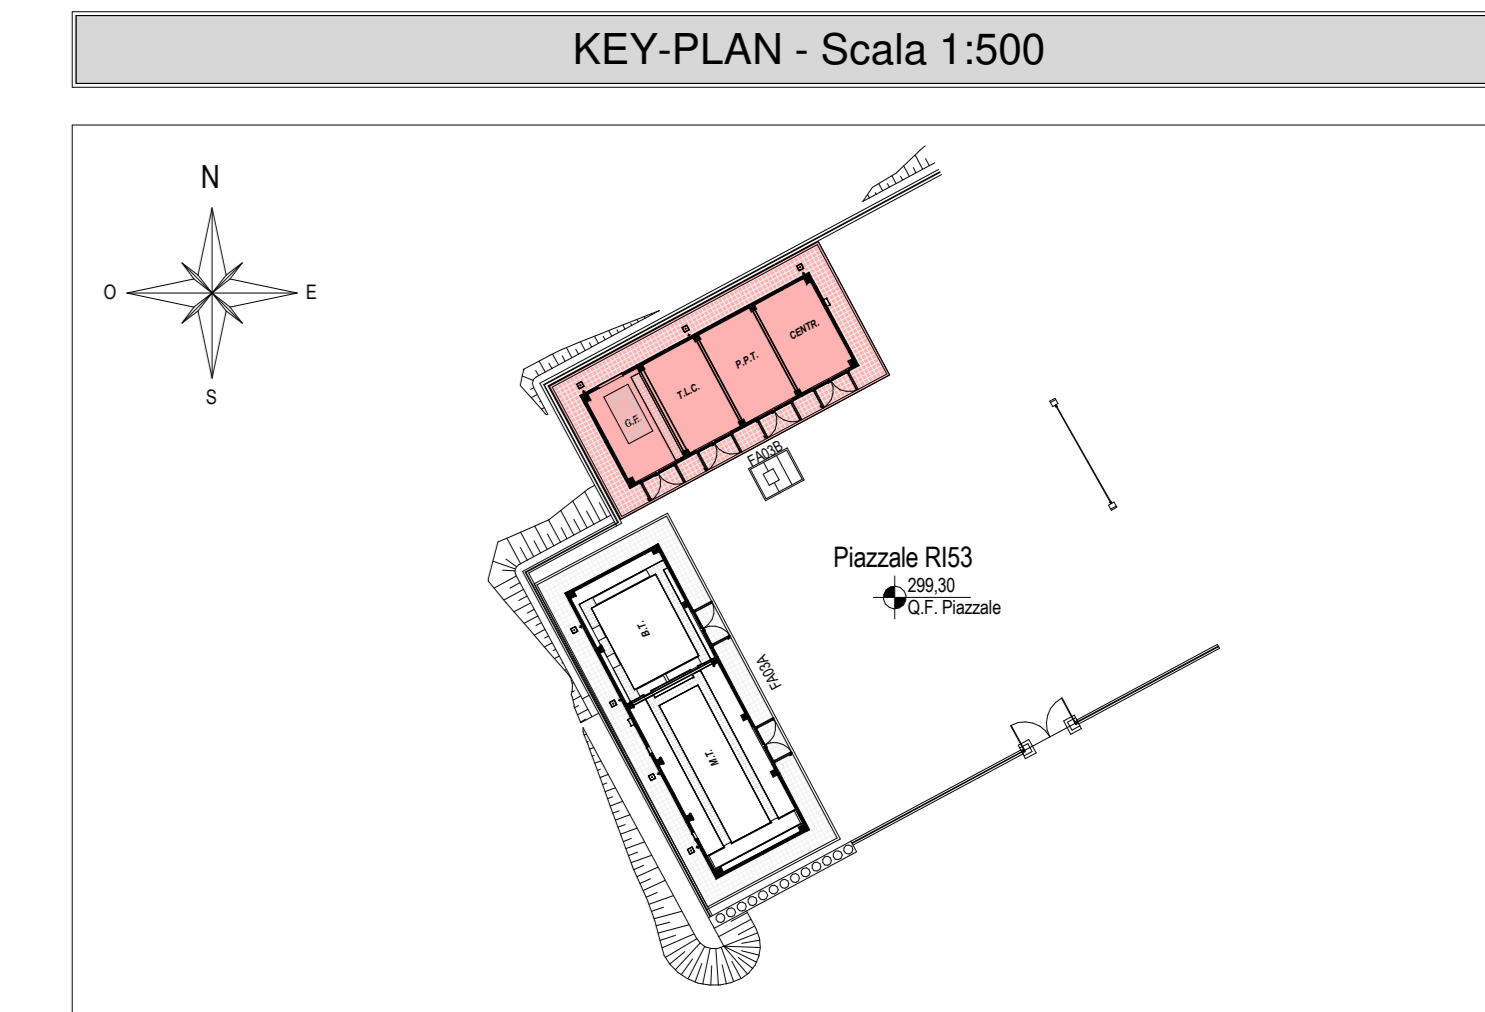 KEY-PLAN - Scala 1:500
N
O
E
S
CENTR.
P.P.T.
T.L.C.
G.F.
FA03B
Piazzale RI53
299,30
Q.F. Piazzale
B.T.
FA03A
M.T.